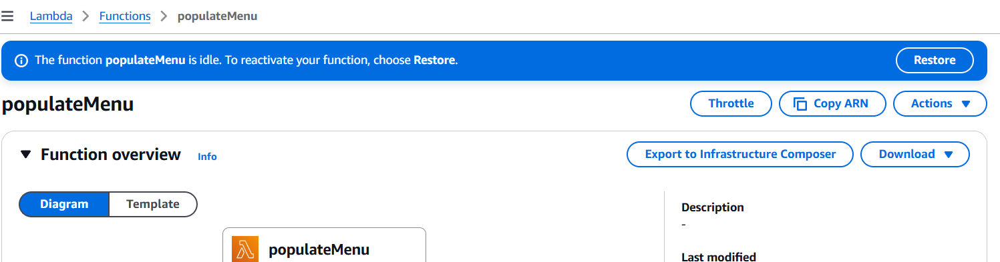 Lambda > Functions > populateMenu
The function populateMenu is idle. To reactivate your function, choose Restore.
Restore
populateMenu
Throttle
Copy ARN
Actions
Function overview
Info
Export to Infrastructure Composer
Download
Diagram
Template
populateMenu
Description
-
Last modified